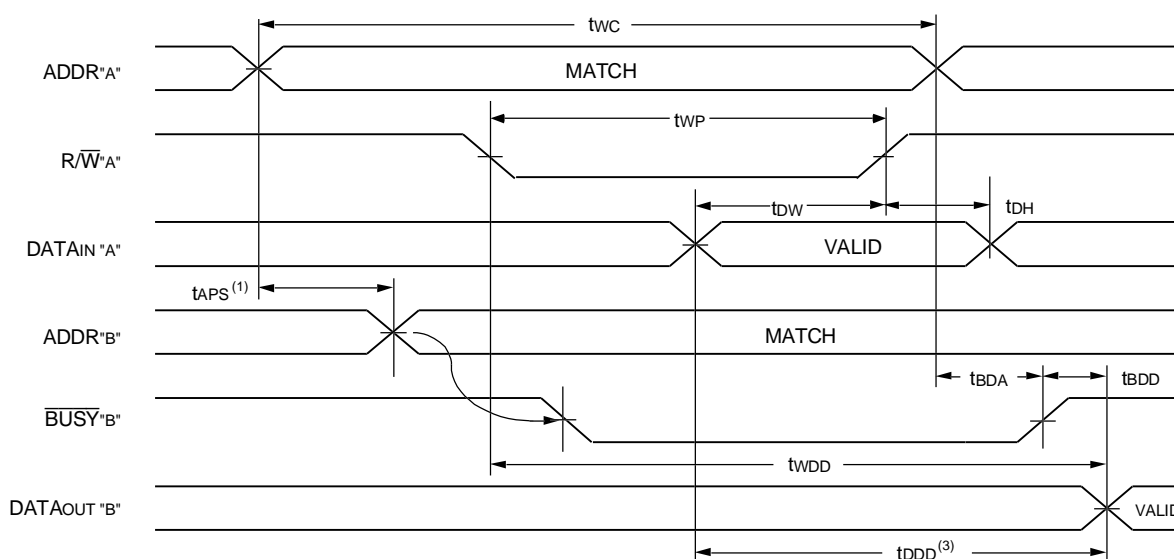 tWC
ADDR"A"
MATCH
R/W̅"A"
tWP
DATAIN "A"
tDW
tDH
VALID
tAPS(1)
ADDR"B"
MATCH
tBDA
tBDD
B̅U̅S̅Y̅"B"
tWDD
DATAOUT "B"
VALID
tDDD(3)